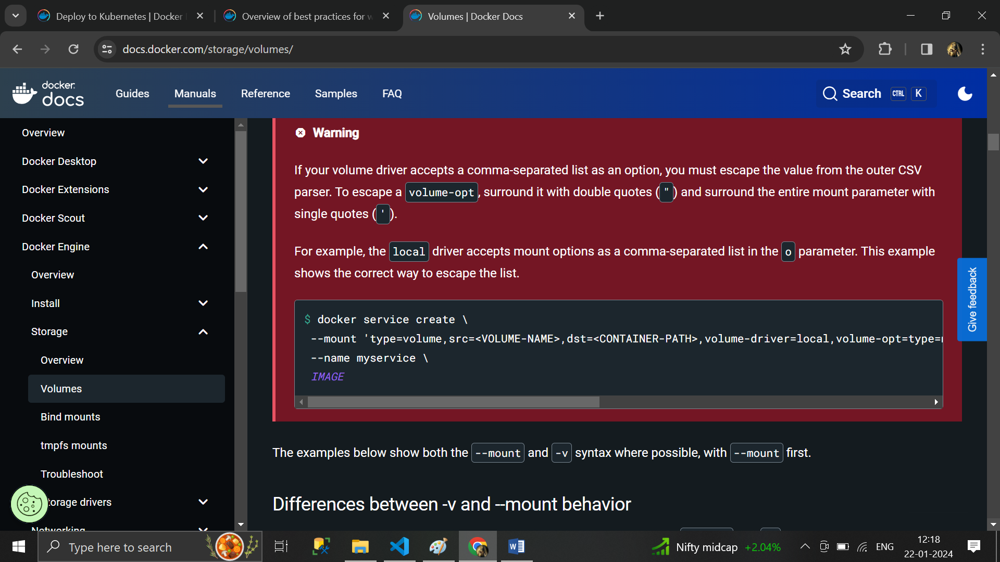 Deploy to Kubernetes | Docker
Overview of best practices for w
Volumes | Docker Docs
docs.docker.com/storage/volumes/
docker
docs
Guides
Manuals
Reference
Samples
FAQ
Search
CTRL
K
Overview
Docker Desktop
Docker Extensions
Docker Scout
Docker Engine
Overview
Install
Storage
Overview
Volumes
Bind mounts
tmpfs mounts
Troubleshoot
torage drivers
Networking
Warning
If your volume driver accepts a comma-separated list as an option, you must escape the value from the outer CSV
parser. To escape a volume-opt, surround it with double quotes (") and surround the entire mount parameter with
single quotes (').
For example, the local driver accepts mount options as a comma-separated list in the o parameter. This example
shows the correct way to escape the list.
$ docker service create \
--mount 'type=volume,src=<VOLUME-NAME>,dst=<CONTAINER-PATH>,volume-driver=local,volume-opt=type=
--name myservice \
IMAGE
The examples below show both the --mount and -v syntax where possible, with --mount first.
Differences between -v and --mount behavior
Give feedback
Type here to search
Nifty midcap +2.04%
ENG
12:18
22-01-2024